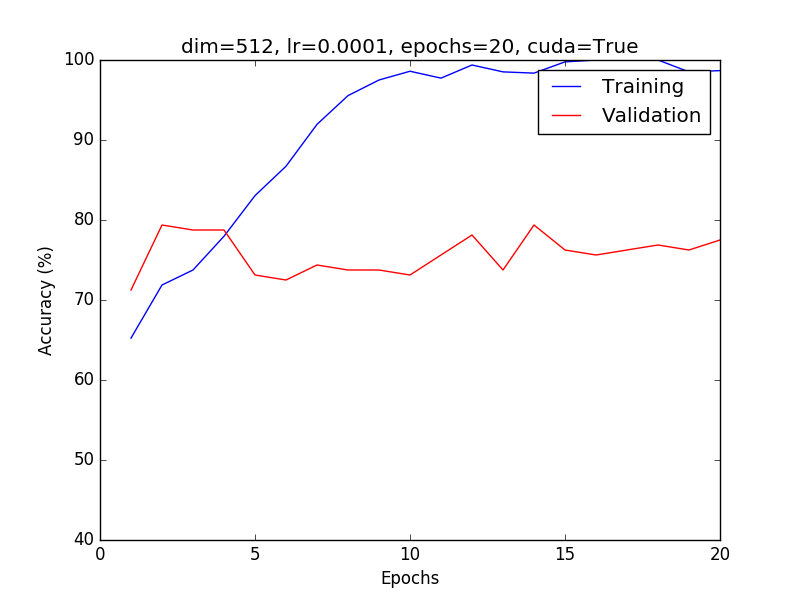 dim=512, lr=0.0001, epochs=20, cuda=True
100
90
80
70
60
50
40
Accuracy (%)
Training
Validation
0 5 10 15 20
Epochs